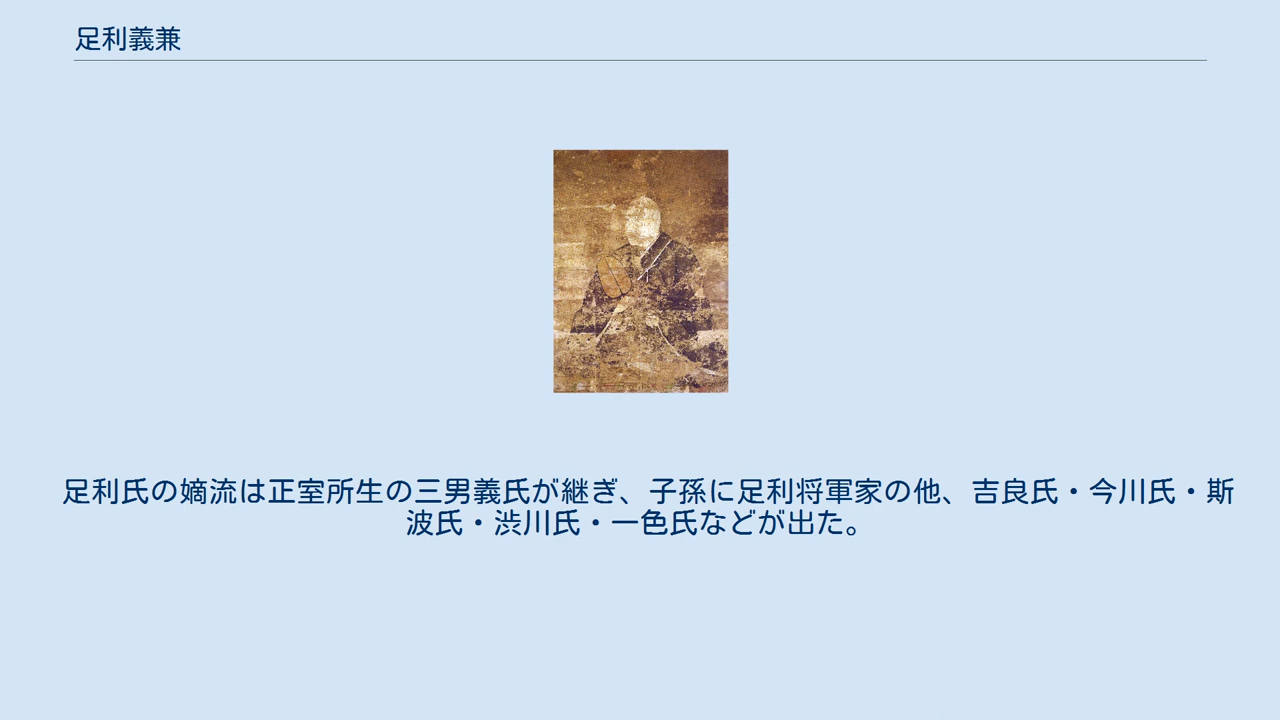 足利義兼
足利氏の嫡流は正室所生の三男義氏が継ぎ、子孫に足利将軍家の他、吉良氏・今川氏・斯
波氏・渋川氏・一色氏などが出た。